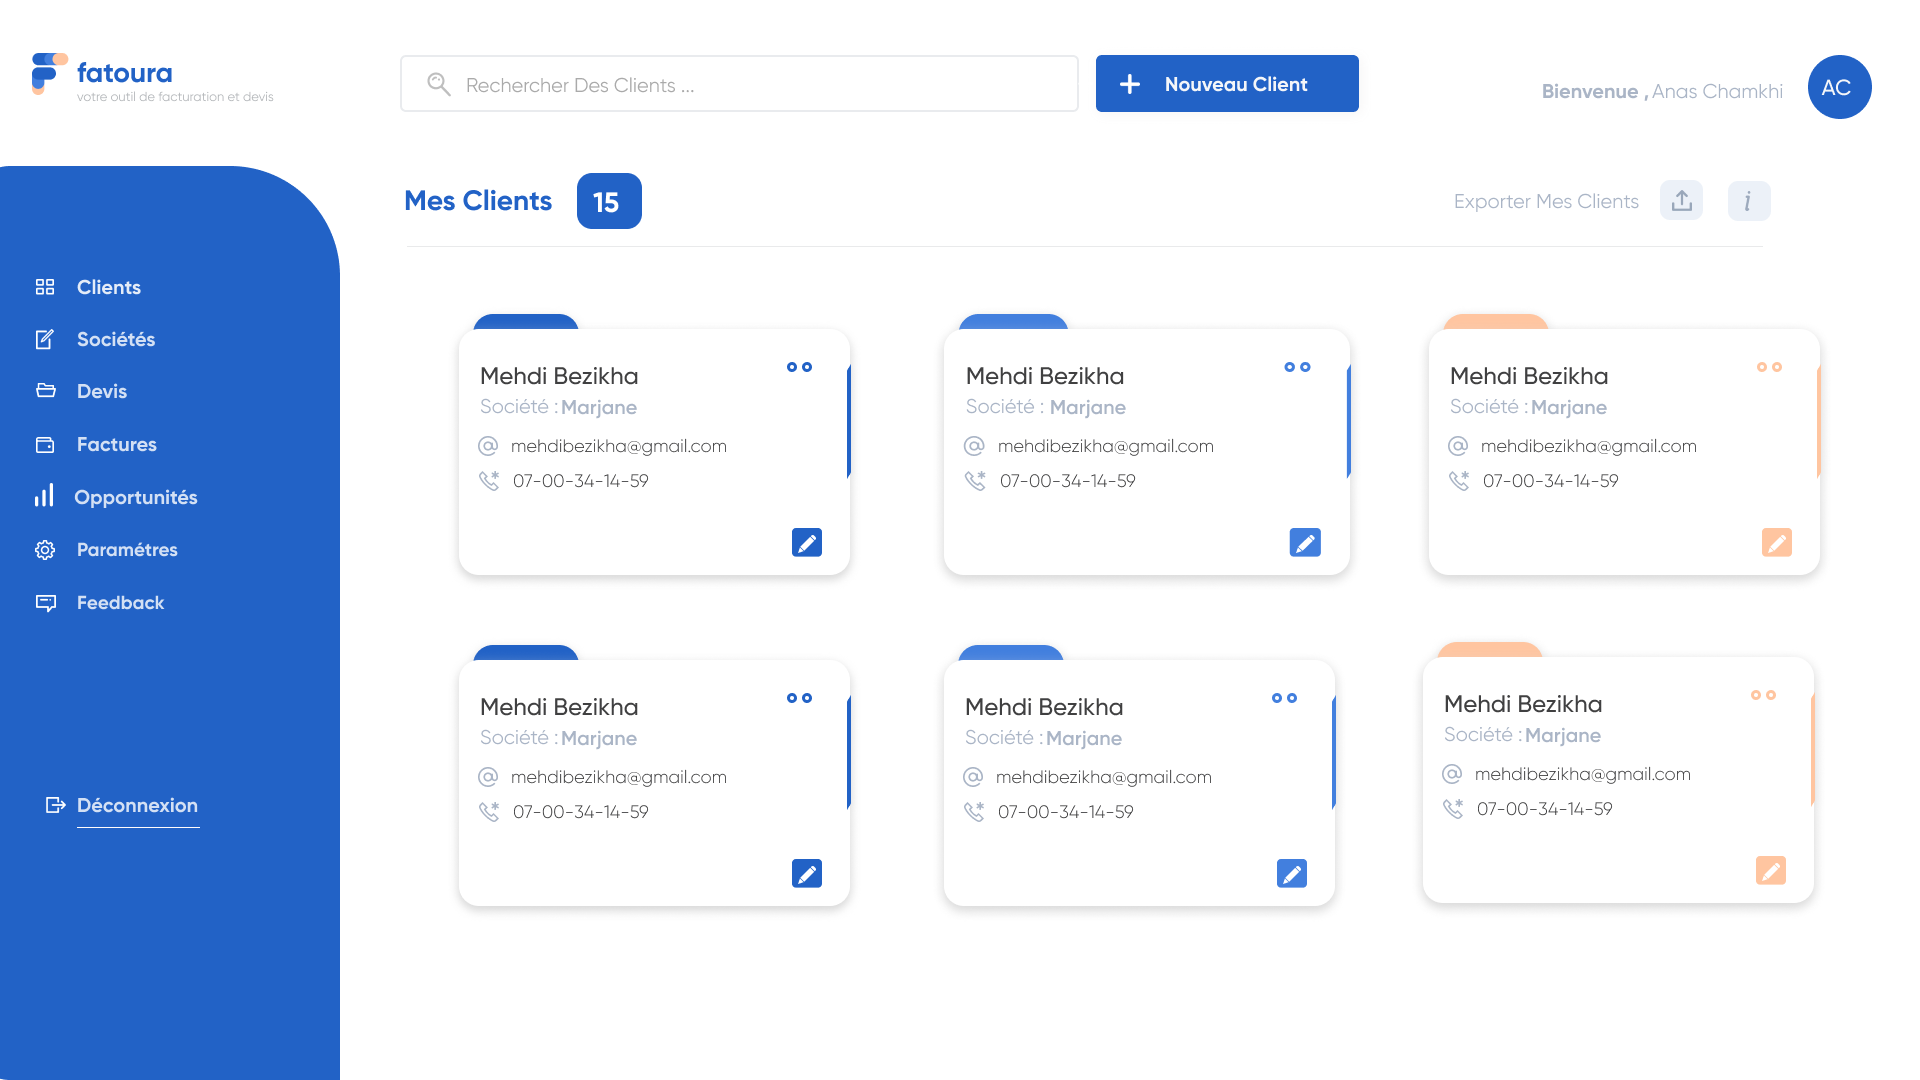 fatoura
votre outil de facturation et devis
Rechercher Des Clients ...
Nouveau Client
Bienvenue , Anas Chamkhi
AC
Clients
Sociétés
Devis
Factures
Opportunités
Paramétres
Feedback
Déconnexion
Mes Clients
15
Exporter Mes Clients
i
Mehdi Bezikha
Société : Marjane
mehdibezikha@gmail.com
07-00-34-14-59
Mehdi Bezikha
Société : Marjane
mehdibezikha@gmail.com
07-00-34-14-59
Mehdi Bezikha
Société : Marjane
mehdibezikha@gmail.com
07-00-34-14-59
Mehdi Bezikha
Société : Marjane
mehdibezikha@gmail.com
07-00-34-14-59
Mehdi Bezikha
Société : Marjane
mehdibezikha@gmail.com
07-00-34-14-59
Mehdi Bezikha
Société : Marjane
mehdibezikha@gmail.com
07-00-34-14-59